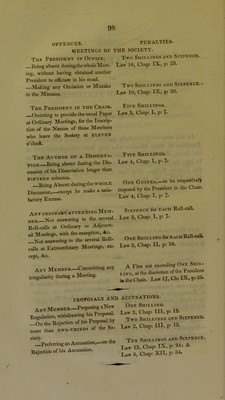 98
OFFENCES. PENALTIES.
MEETINGS OF THE SOCIETY.
THE PRESIDENT IN OFFICE, TWO SHILLINGS AND SIXPENCE.
—Being absent during the whole Meeting, without having obtained another President to officiate in his stead. Law 10, Chap. IX, p. 23.
—Making any Omission or Mistake in the Minutes. TWO SHILLINGS AND SIXPENCE.
Law 10, Chap. IX, p. 26.
THE PRESIDENT IN THE CHAIR. FIVE SHILLINGS.
—Omitting to provide the usual Paper Law 5, Chap. I, p. 7.
at Ordinary Meetings, for the Inscription
of the Names of those Members
who leave the Society at ELEVEN
o'clock.
THE AUTHOR OF A DISSERTATION FIVE SHILLINGS.
—Being absent during the Discussion Law 4, Chap. I, p. 7.
of his Dissertation longer than
FIFTEEN minutes.
—Being Absent during the WHOLE ONE GUINEA,—to be respectively
Discussion,—except he make a satisfactory imposed by the President in the Chair.
Excuse. Law 4, Chap. I, p. 7.
ANY ORDINARY ATTENDING MEMBER SIXPENCE for each Roll-call.
—Not answering to the several Law 3, Chap. I, p. 7.
Roll-calls at Ordinary or Adjourned
Meetings, with the exception, &c.
—Not answering to the several Roll-calls ONE SHILLING for each Roll-call.
at Extraordinary Meetings, except, Law 2, Chap. II, p. 10.
&c.
ANY MEMBER.—Committing any A Fine not exceeding ONE SHILLING,
irregularity during a Meeting. at the discretion of the President
in the Chair. Law 17, Ch. IX, p. 25.
PROPOSALS AND ACCUSATIONS.
ANY MEMBER.—Proposing a New ONE SHILLING.
Regulation, withdrawing his Proposal. Law 2, Chap. III, p. 12.
—On the Rejection of his Proposal by TWO SHILLINGS AND SIXPENCE.
more than TWO-THIRDS of the Society. Law 2, Chap. III, p. 12.
—Preferring an Accusation,—on the TEN SHILLINGS AND SIXPENCE.
Rejection of his Accusation. Law 13, Chap. IX, p. 24; &
Law 5, Chap. XII, p. 34.